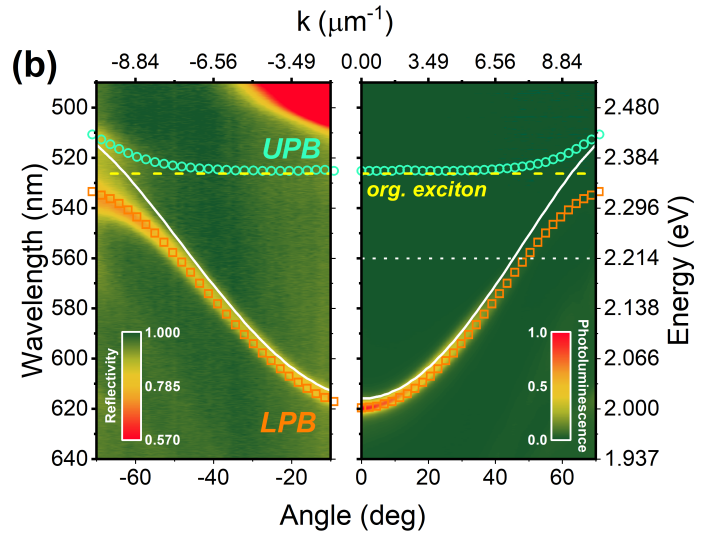 k (μm⁻¹)
(b)
-8.84 -6.56 -3.49 0.00 3.49 6.56 8.84
500 2.480
UPB
520 2.384
org. exciton
540 2.296
560 2.214
580 2.138
600 2.066
620 2.000
640 1.937
Wavelength (nm)
Energy (eV)
Reflectivity
1.000
0.785
0.570
LPB
1.0
0.5
0.0
Photoluminescence
-60 -40 -20 0 20 40 60
Angle (deg) Angle (deg)